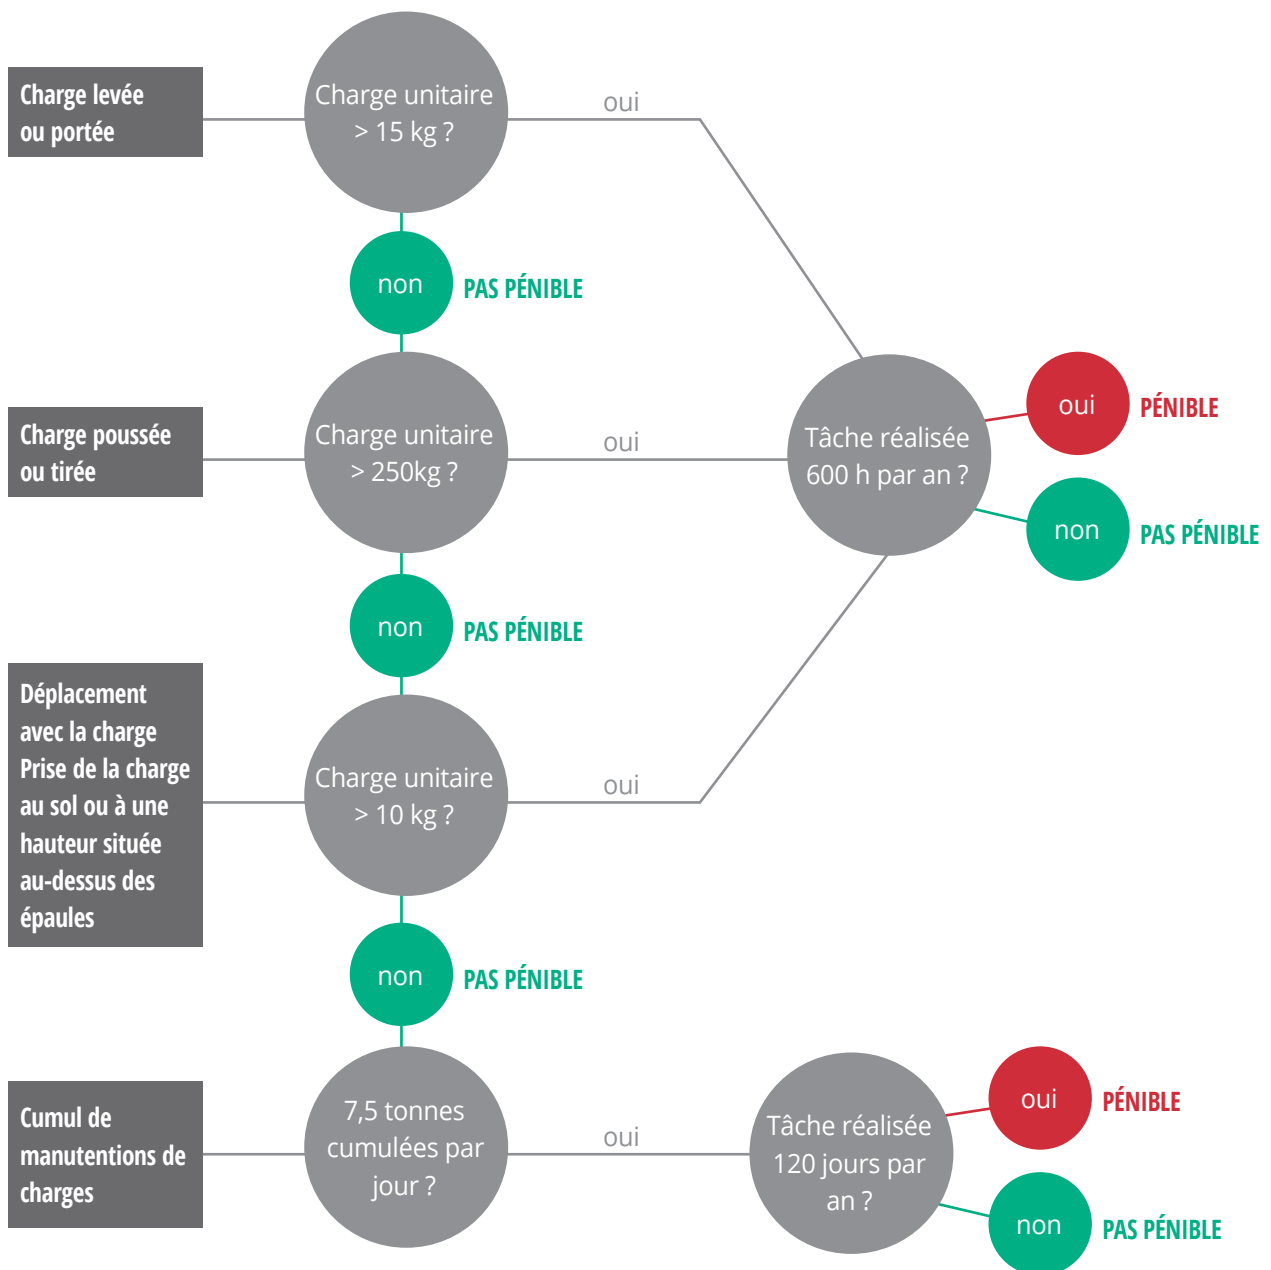 Charge levée
ou portée
Charge unitaire
> 15 kg ?
oui
non
PAS PÉNIBLE
Charge poussée
ou tirée
Charge unitaire
> 250kg ?
oui
Tâche réalisée
600 h par an ?
oui
PÉNIBLE
non
PAS PÉNIBLE
non
PAS PÉNIBLE
Déplacement
avec la charge
Prise de la charge
au sol ou à une
hauteur située
au-dessus des
épaules
Charge unitaire
> 10 kg ?
oui
non
PAS PÉNIBLE
Cumul de
manutentions de
charges
7,5 tonnes
cumulées par
jour ?
oui
Tâche réalisée
120 jours par
an ?
oui
PÉNIBLE
non
PAS PÉNIBLE